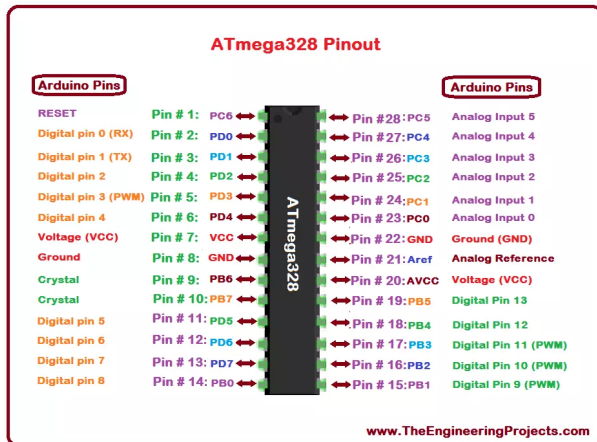 ATmega328 Pinout
Arduino Pins
Arduino Pins
RESET Pin # 1: PC6
Digital pin 0 (RX) Pin # 2: PD0
Digital pin 1 (TX) Pin # 3: PD1
Digital pin 2 Pin # 4: PD2
Digital pin 3 (PWM) Pin # 5: PD3
Digital pin 4 Pin # 6: PD4
Voltage (VCC) Pin # 7: VCC
Ground Pin # 8: GND
Crystal Pin # 9: PB6
Crystal Pin # 10: PB7
Digital pin 5 Pin # 11: PD5
Digital pin 6 Pin # 12: PD6
Digital pin 7 Pin # 13: PD7
Digital pin 8 Pin # 14: PB0
ATmega328
Pin #28: PC5 Analog Input 5
Pin #27: PC4 Analog Input 4
Pin #26: PC3 Analog Input 3
Pin #25: PC2 Analog Input 2
Pin # 24: PC1 Analog Input 1
Pin #23: PC0 Analog Input 0
Pin #22: GND Ground (GND)
Pin #21: Aref Analog Reference
Pin # 20: AVCC Voltage (VCC)
Pin # 19: PB5 Digital Pin 13
Pin #18: PB4 Digital Pin 12
Pin # 17: PB3 Digital Pin 11 (PWM)
Pin # 16: PB2 Digital Pin 10 (PWM)
Pin # 15: PB1 Digital Pin 9 (PWM)
www.TheEngineeringProjects.com